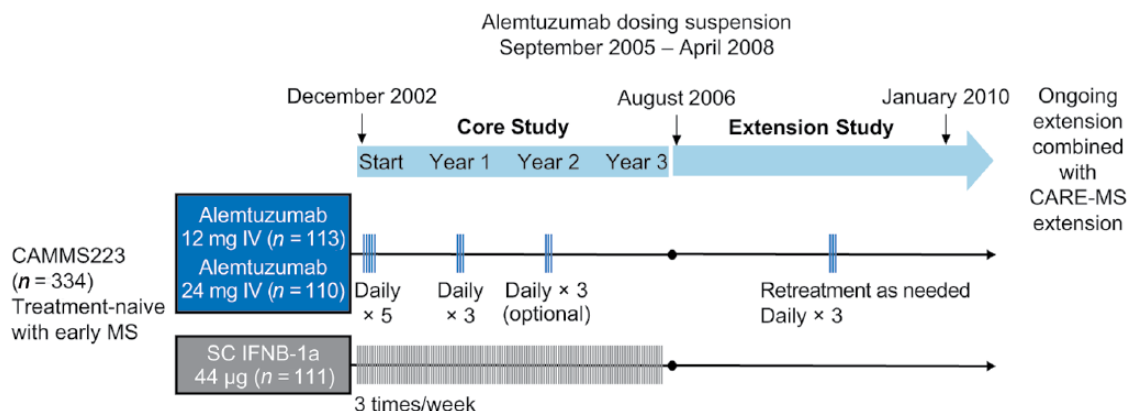 Alemtuzumab dosing suspension
September 2005 – April 2008
December 2002
August 2006
January 2010
Core Study
Extension Study
Start
Year 1
Year 2
Year 3
Ongoing
extension
combined
with
CARE-MS
extension
CAMMS223
(n = 334)
Treatment-naive
with early MS
Alemtuzumab
12 mg IV (n = 113)
Alemtuzumab
24 mg IV (n = 110)
Daily
× 5
Daily
× 3
Daily × 3
(optional)
Retreatment as needed
Daily × 3
SC IFNB-1a
44 µg (n = 111)
3 times/week